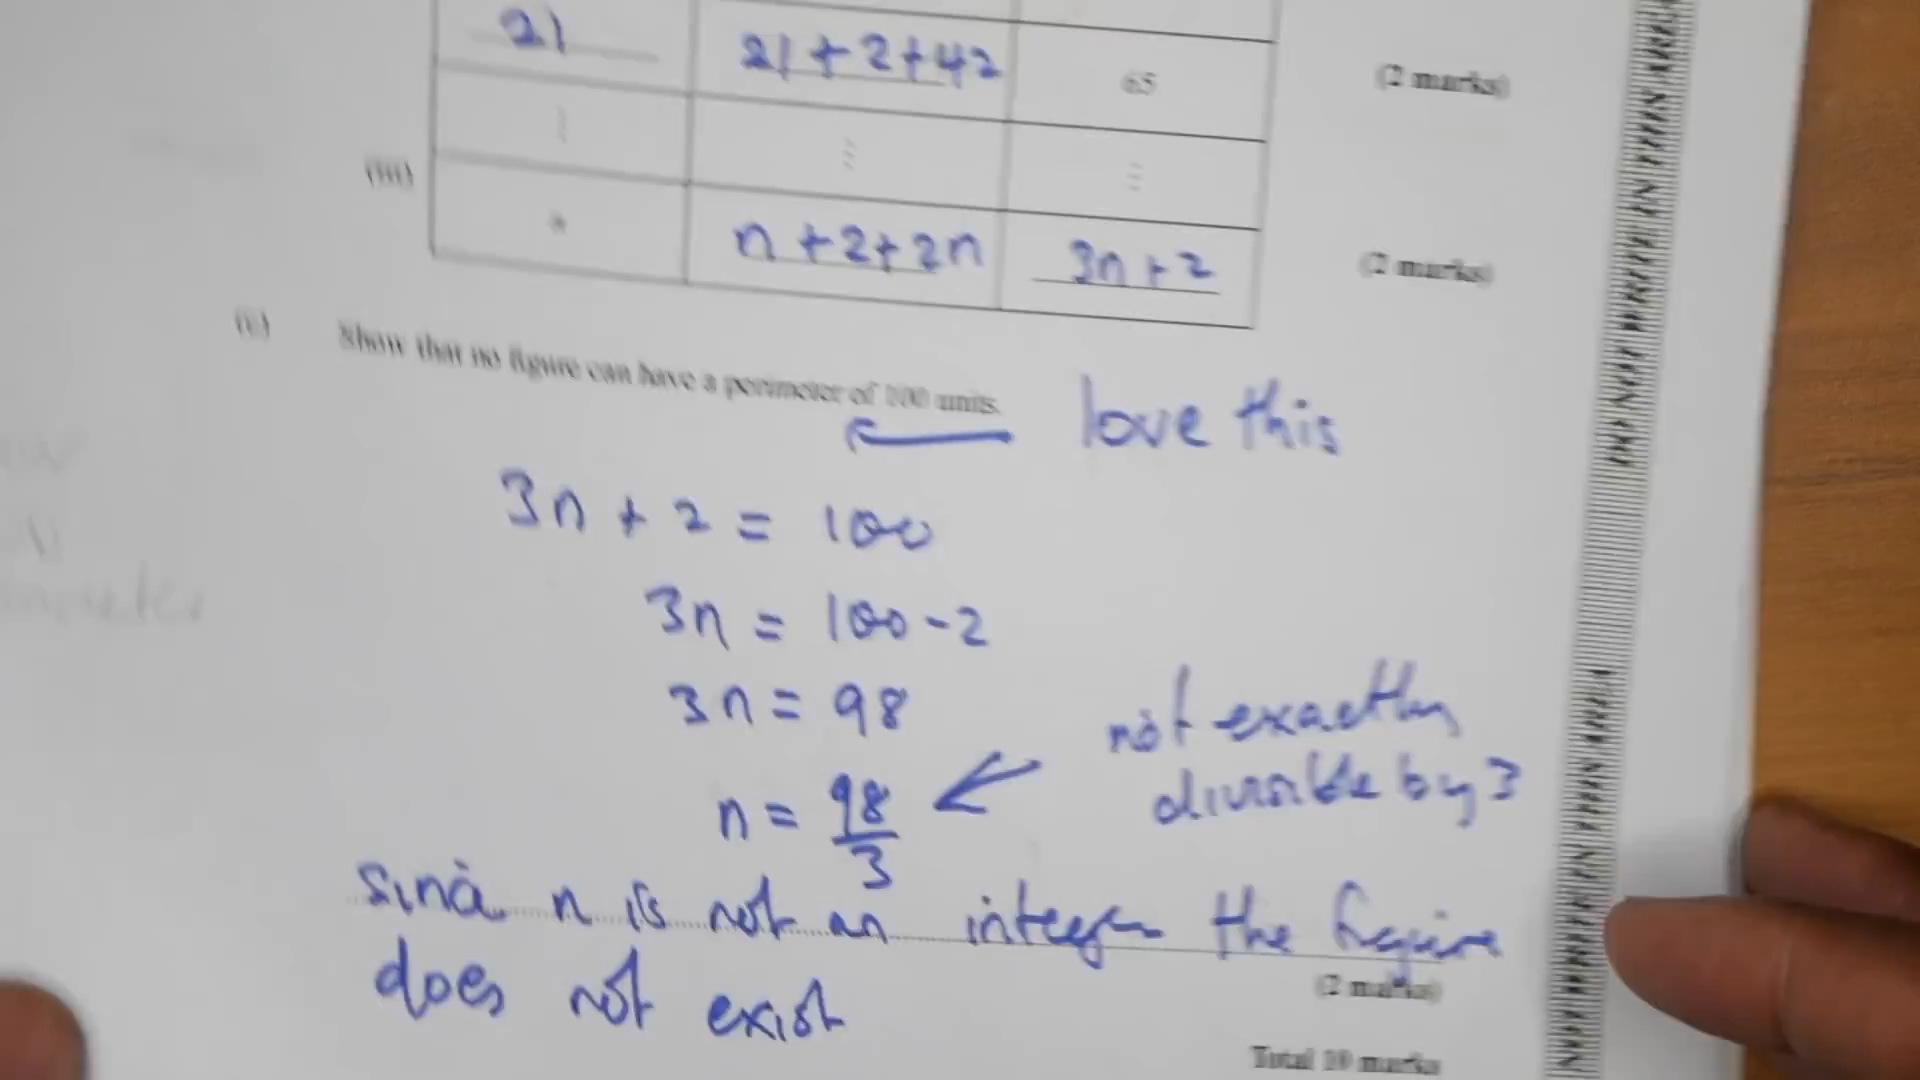 21 21 + 2 + 42 65 (2 marks)
(iii)
n n + 2 + 2n 3n + 2 (2 marks)
(c) Show that no figure can have a perimeter of 100 units.
love this
3n + 2 = 100
3n = 100 - 2
3n = 98
not exactly
divisible by 3
n = 98/3
since n is not an integer the figure
(2 marks)
does not exist
Total 10 marks